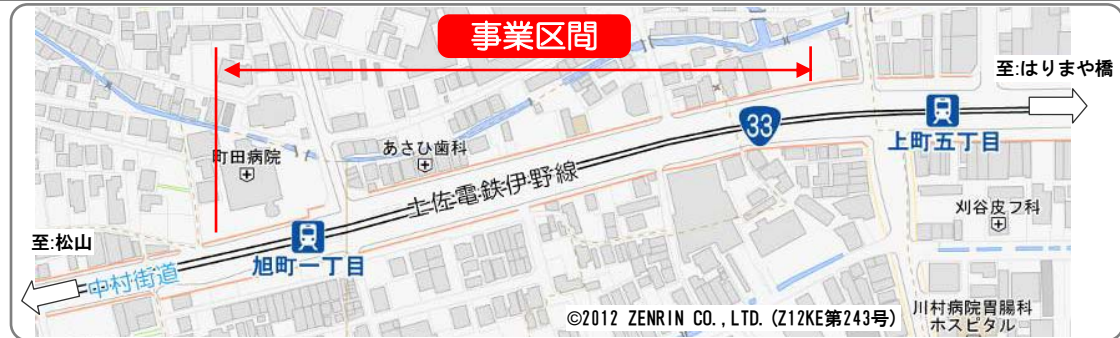 事業区間
至:はりまや橋
33
上町五丁目
あさひ歯科
町田病院
土佐電鉄伊野線
刈谷皮フ科
至:松山
旭町一丁目
中村街道
©2012 ZENRIN CO.,LTD. (Z12KE第243号)
川村病院胃腸科
ホスピタル